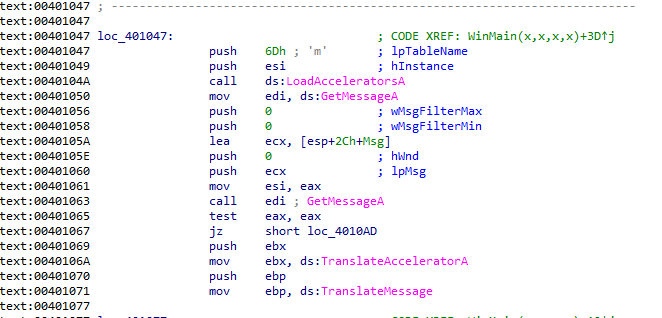 text:00401047 ; ---------------------------------------------------------------------------
text:00401047
text:00401047 loc_401047: ; CODE XREF: WinMain(x,x,x,x)+3D↑j
text:00401047 push 6Dh ; 'm' ; lpTableName
text:00401049 push esi ; hInstance
text:0040104A call ds:LoadAcceleratorsA
text:00401050 mov edi, ds:GetMessageA
text:00401056 push 0 ; wMsgFilterMax
text:00401058 push 0 ; wMsgFilterMin
text:0040105A lea ecx, [esp+2Ch+Msg]
text:0040105E push 0 ; hWnd
text:00401060 push ecx ; lpMsg
text:00401061 mov esi, eax
text:00401063 call edi ; GetMessageA
text:00401065 test eax, eax
text:00401067 jz short loc_4010AD
text:00401069 push ebx
text:0040106A mov ebx, ds:TranslateAcceleratorA
text:00401070 push ebp
text:00401071 mov ebp, ds:TranslateMessage
text:00401077